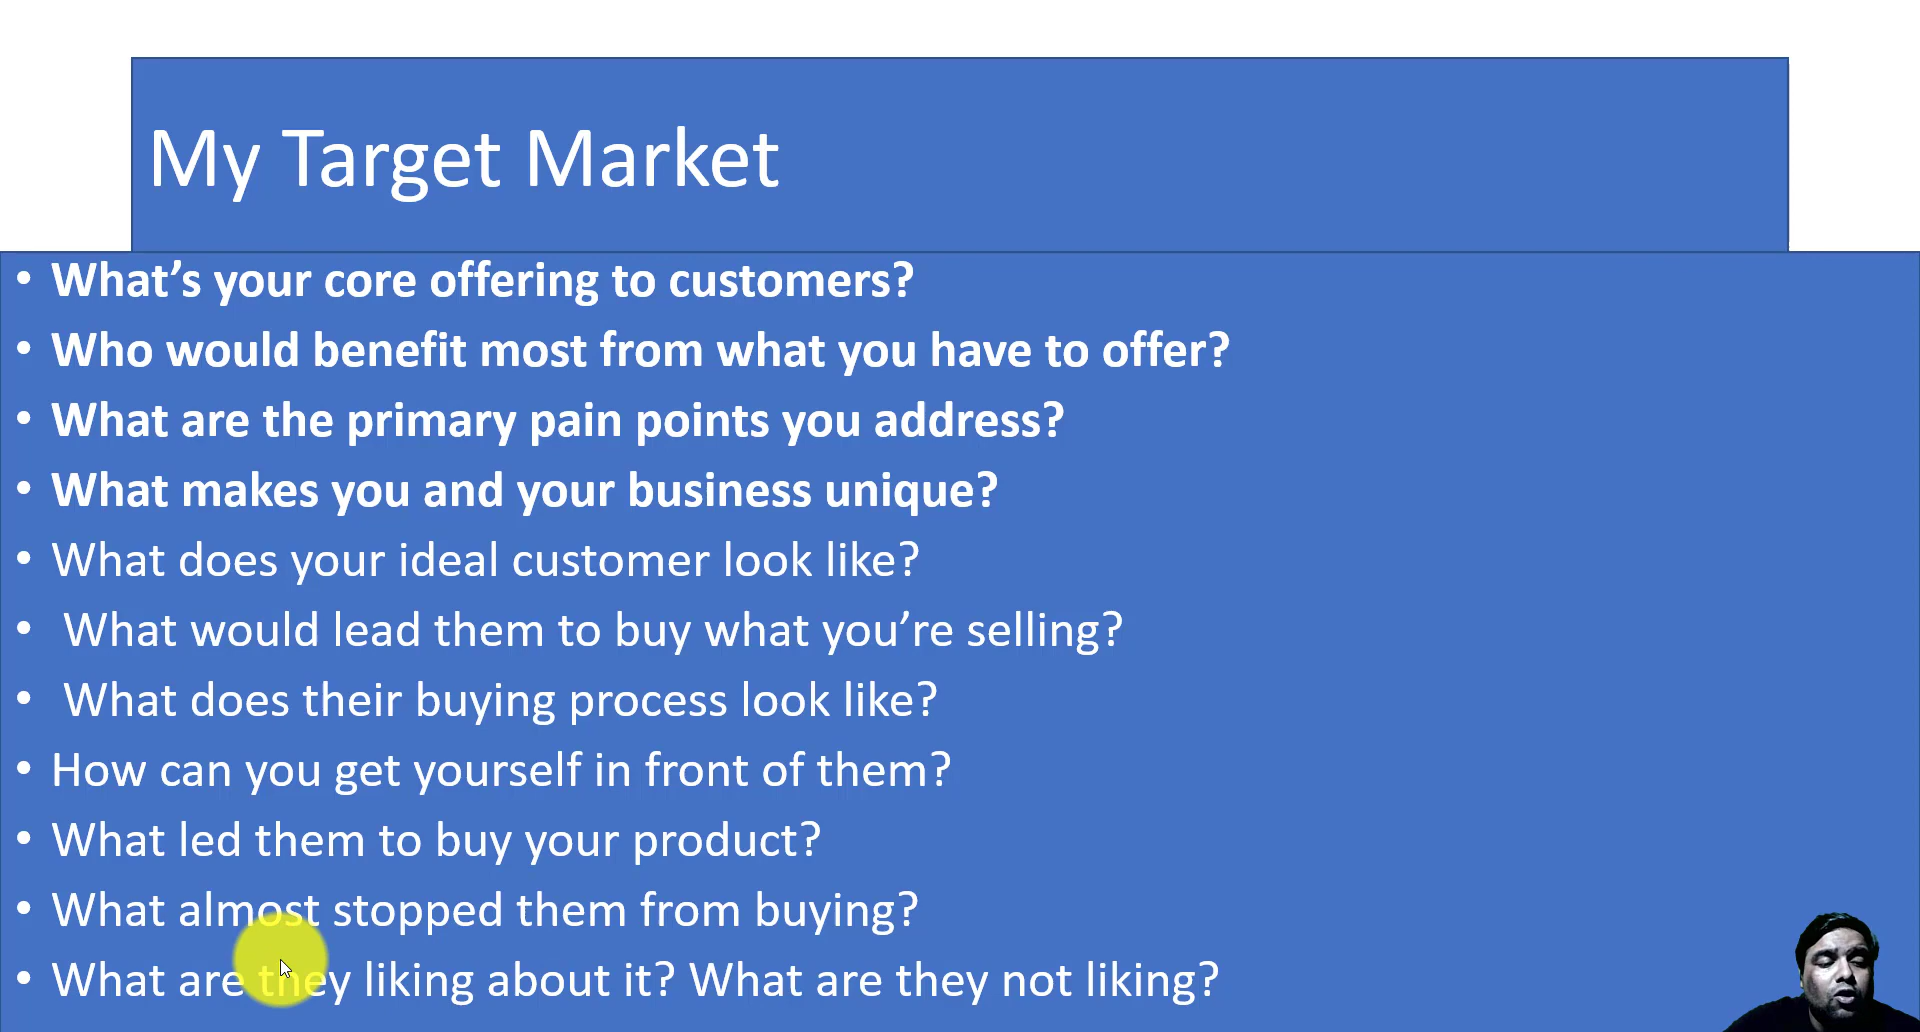 My Target Market
• What’s your core offering to customers?
• Who would benefit most from what you have to offer?
• What are the primary pain points you address?
• What makes you and your business unique?
• What does your ideal customer look like?
• What would lead them to buy what you’re selling?
• What does their buying process look like?
• How can you get yourself in front of them?
• What led them to buy your product?
• What almost stopped them from buying?
• What are they liking about it? What are they not liking?